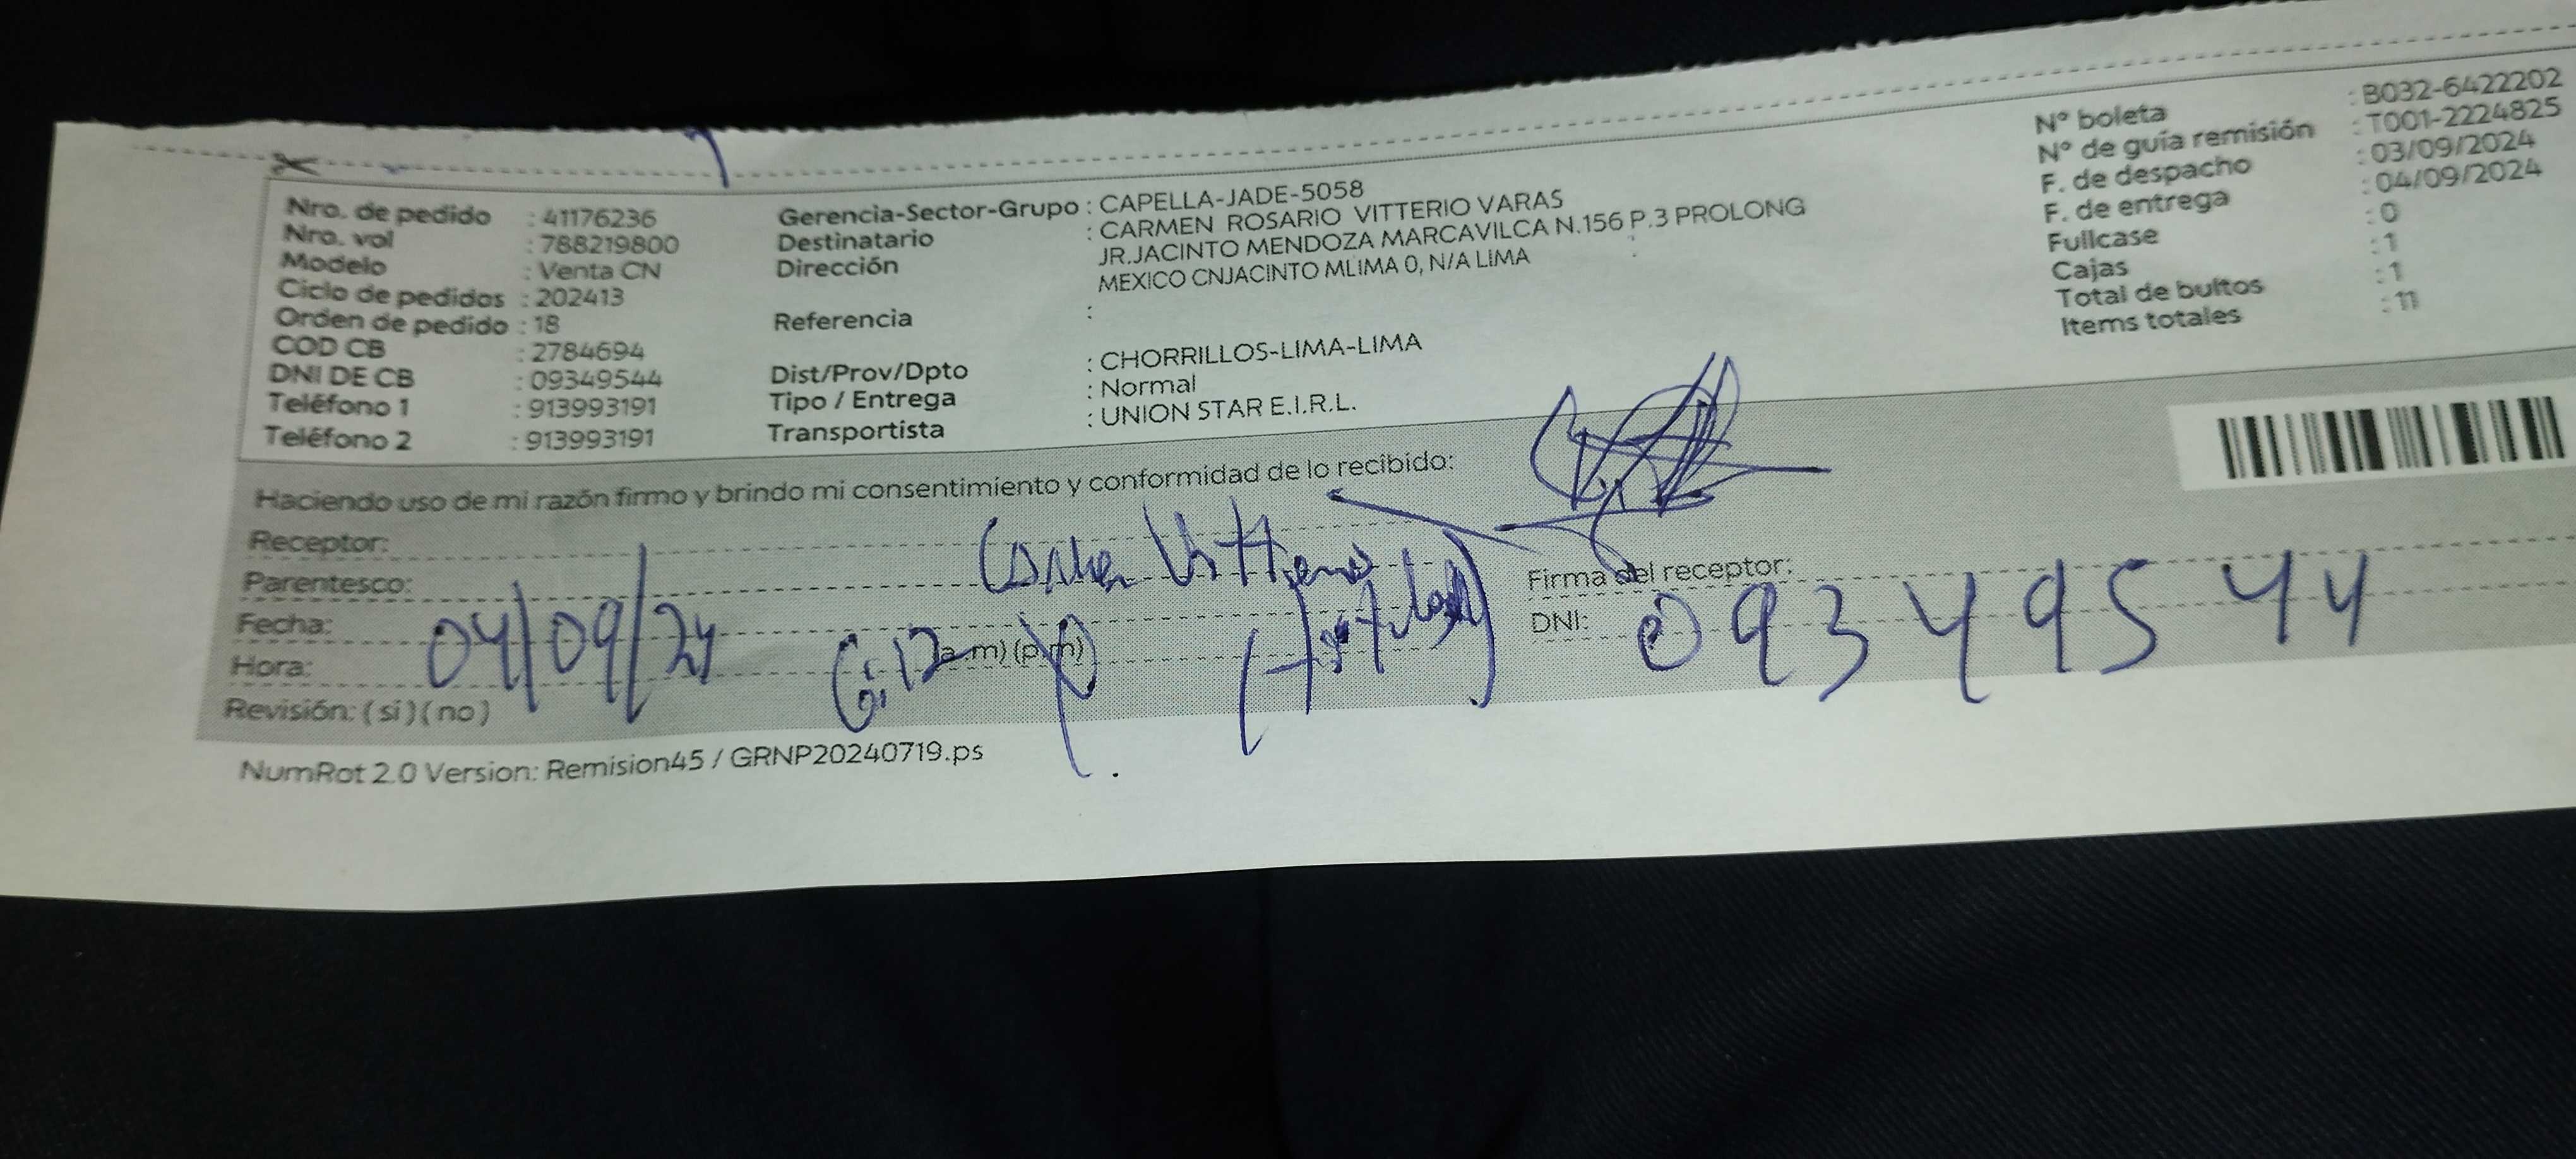 Nro. de pedido : 41176236
Nro. vol : 788219800
Modelo : Venta CN
Ciclo de pedidos : 202413
Orden de pedido : 18
COD CB : 2784694
DNI DE CB : 09349544
Teléfono 1 : 913993191
Teléfono 2 : 913993191
Gerencia-Sector-Grupo : CAPELLA-JADE-5058
Destinatario : CARMEN ROSARIO VITTERIO VARAS
Dirección : JR.JACINTO MENDOZA MARCAVILCA N.156 P.3 PROLONG
MEXICO CNJACINTO MLIMA 0, N/A LIMA
Referencia :
Dist/Prov/Dpto : CHORRILLOS-LIMA-LIMA
Tipo / Entrega : Normal
Transportista : UNION STAR E.I.R.L.
N° boleta : B032-6422202
N° de guía remisión : T001-2224825
F. de despacho : 03/09/2024
F. de entrega : 04/09/2024
Fullcase : 0
Cajas : 1
Total de bultos : 1
Items totales : 11
Haciendo uso de mi razón firmo y brindo mi consentimiento y conformidad de lo recibido:
Receptor:
Vitterio
Parentesco:
Firma del receptor:
Fecha: 04/09/24
DNI: 09349544
Hora: (a.m) (p.m)
Revisión: ( si ) ( no )
NumRot 2.0 Version: Remision45 / GRNP20240719.ps